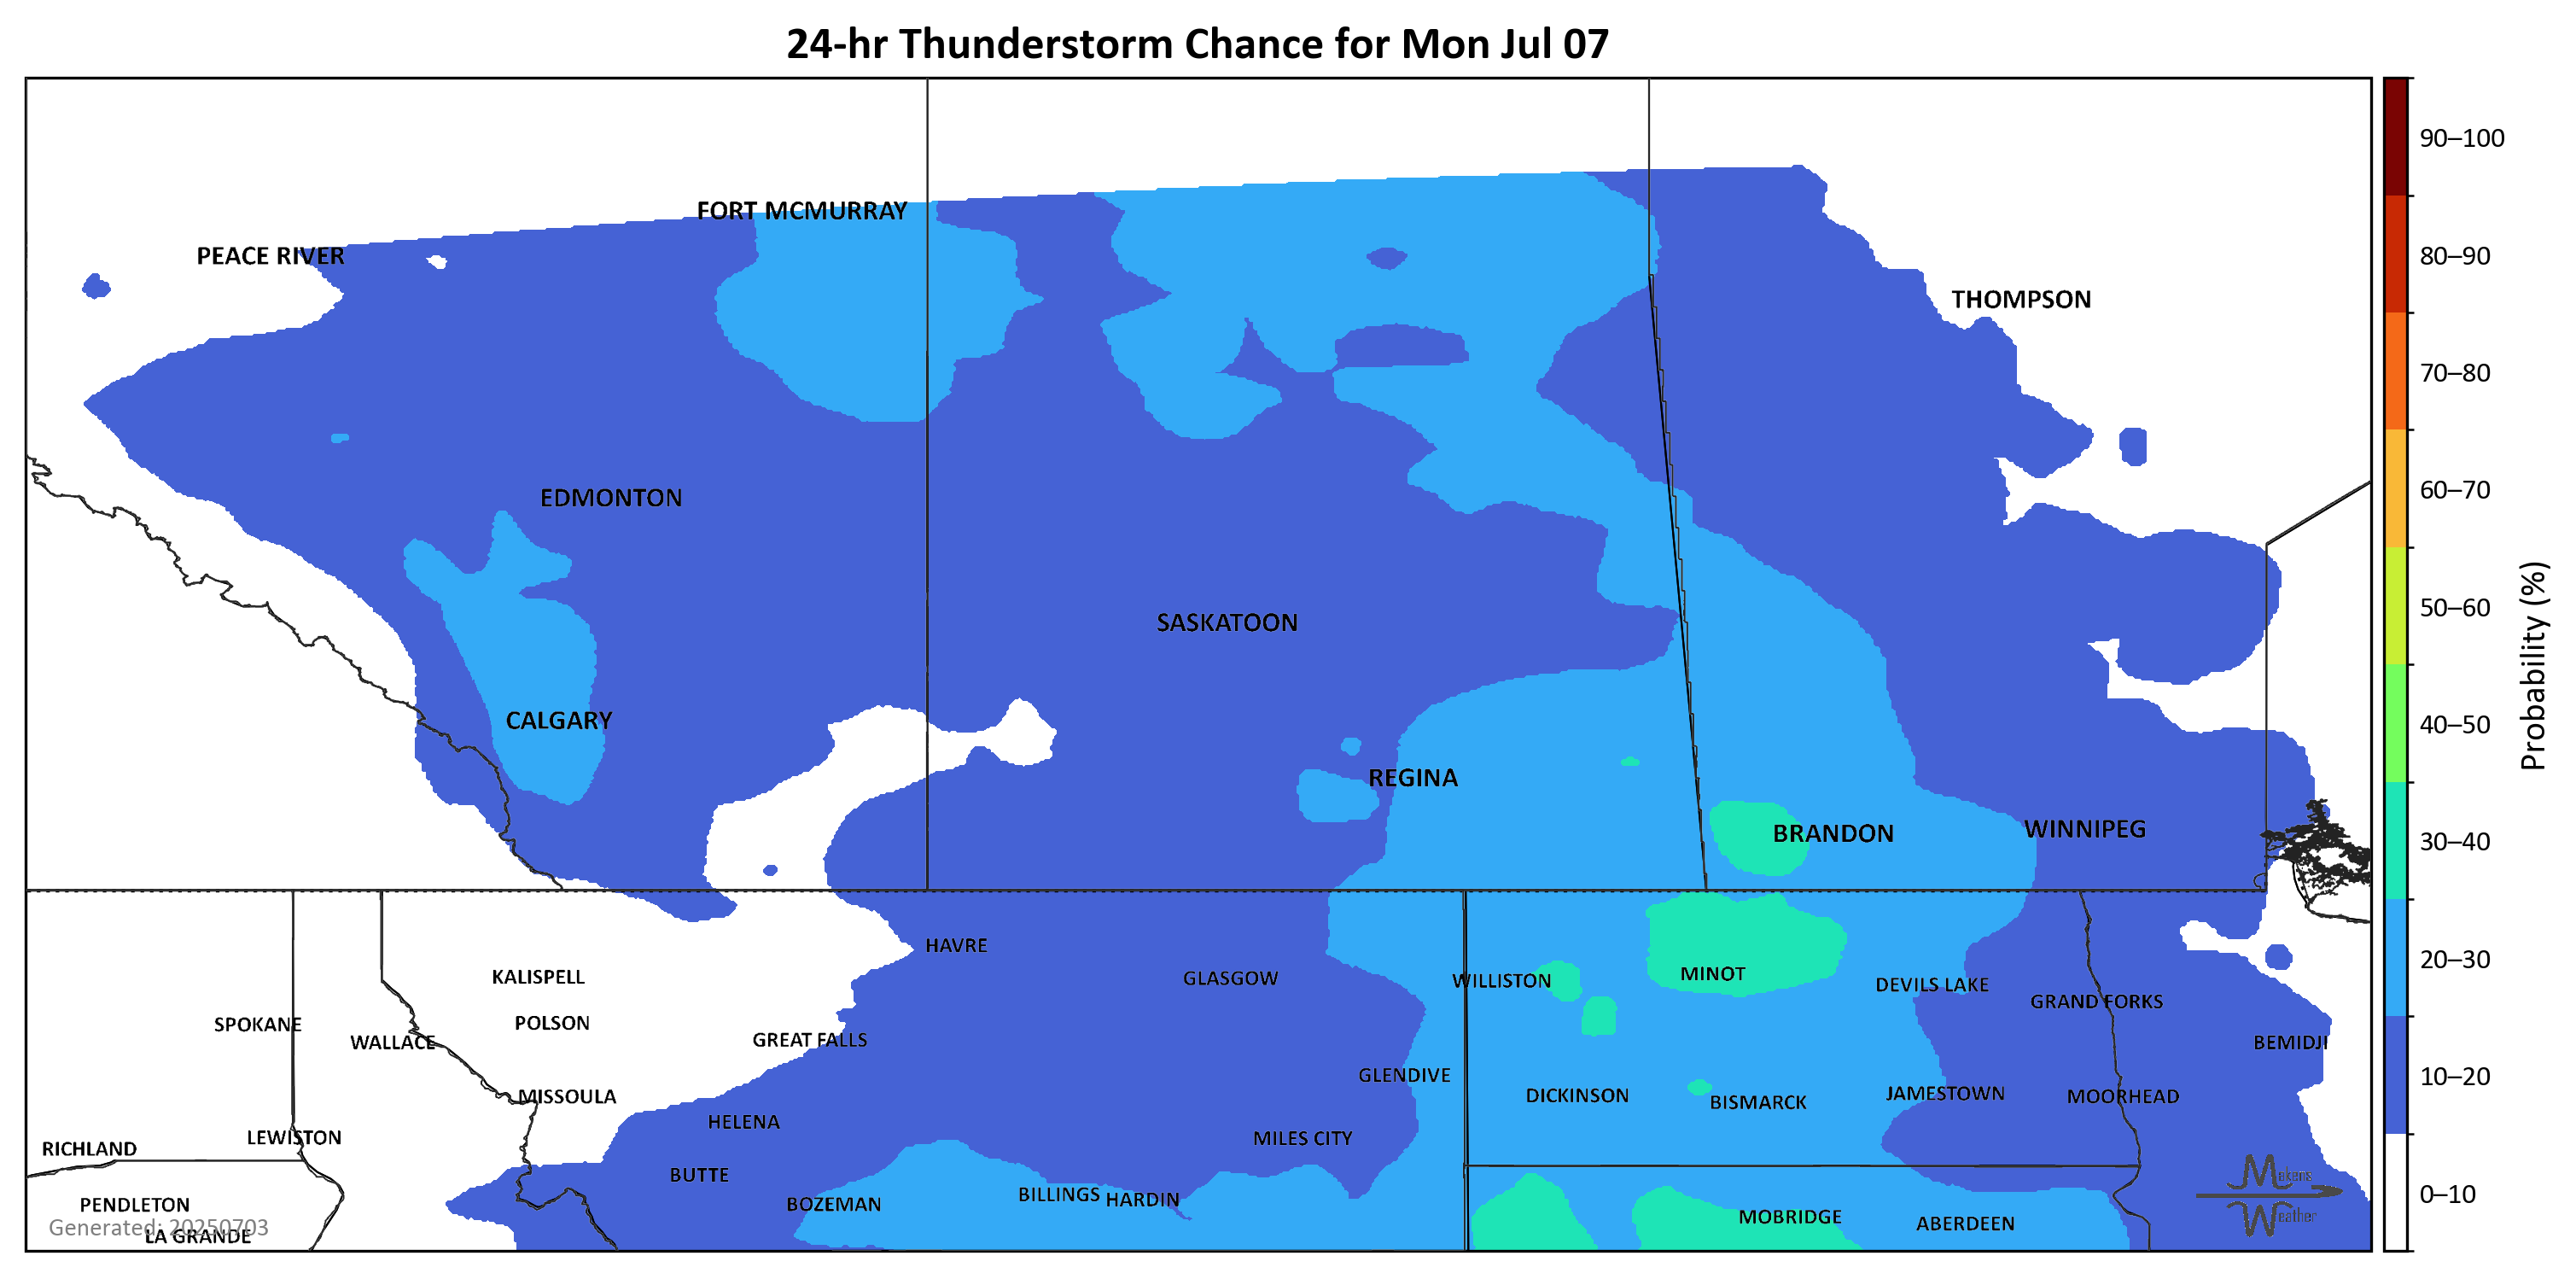 24-hr Thunderstorm Chance for Mon Jul 07
90–100
FORT MCMURRAY
PEACE RIVER
80–90
THOMPSON
70–80
60–70
EDMONTON
50–60
SASKATOON
Probability (%)
CALGARY
40–50
REGINA
WINNIPEG
BRANDON
30–40
HAVRE
20–30
MINOT
KALISPELL
GLASGOW
WILLISTON
DEVILS LAKE
GRAND FORKS
POLSON
SPOKANE
GREAT FALLS
WALLACE
BEMIDJI
GLENDIVE
10–20
JAMESTOWN
DICKINSON
MISSOULA
MOORHEAD
BISMARCK
HELENA
LEWISTON
MILES CITY
RICHLAND
BUTTE
Mekens
Weather
0–10
BILLINGS
HARDIN
PENDLETON
BOZEMAN
MOBRIDGE
ABERDEEN
Generated: 20250703
LA GRANDE